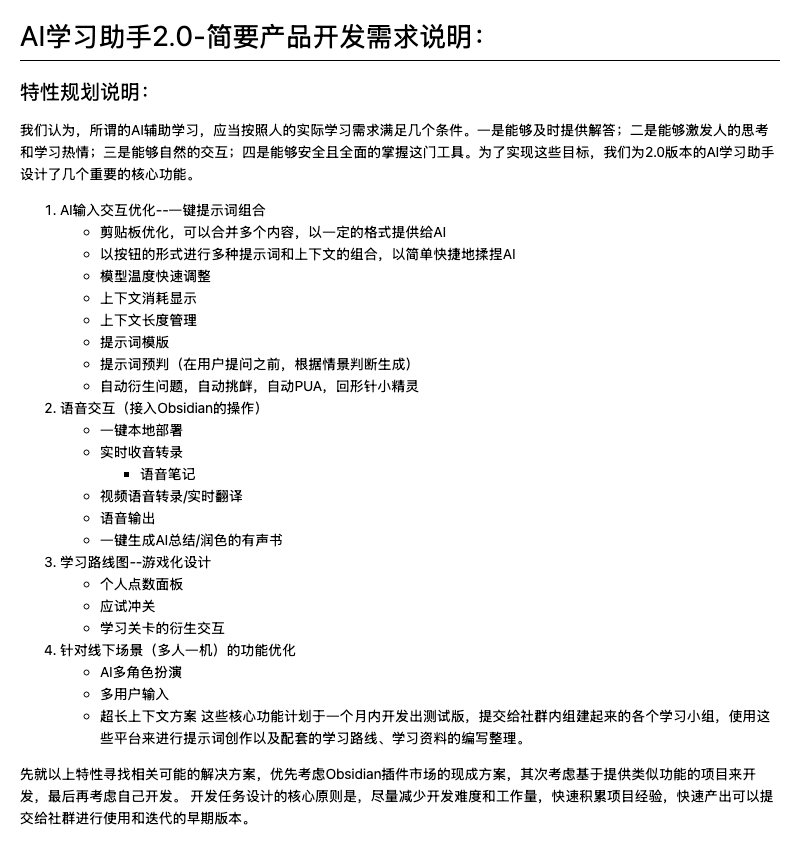 AI学习助手2.0-简要产品开发需求说明：
特性规划说明：
我们认为，所谓的AI辅助学习，应当按照人的实际学习需求满足几个条件。一是能够及时提供解答；二是能够激发人的思考
和学习热情；三是能够自然的交互；四是能够安全且全面的掌握这门工具。为了实现这些目标，我们为2.0版本的AI学习助手
设计了几个重要的核心功能。
1. AI输入交互优化--一键提示词组合
剪贴板优化，可以合并多个内容，以一定的格式提供给AI
以按钮的形式进行多种提示词和上下文的组合，以简单快捷地揉捏AI
模型温度快速调整
上下文消耗显示
上下文长度管理
提示词模版
提示词预判（在用户提问之前，根据情景判断生成）
自动衍生问题，自动挑衅，自动PUA，回形针小精灵
2. 语音交互（接入Obsidian的操作）
一键本地部署
实时收音转录
语音笔记
视频语音转录/实时翻译
语音输出
一键生成AI总结/润色的有声书
3. 学习路线图--游戏化设计
个人点数面板
应试冲关
学习关卡的衍生交互
4. 针对线下场景（多人一机）的功能优化
AI多角色扮演
多用户输入
超长上下文方案 这些核心功能计划于一个月内开发出测试版，提交给社群内组建起来的各个学习小组，使用这
些平台来进行提示词创作以及配套的学习路线、学习资料的编写整理。
先就以上特性寻找相关可能的解决方案，优先考虑Obsidian插件市场的现成方案，其次考虑基于提供类似功能的项目来开
发，最后再考虑自己开发。 开发任务设计的核心原则是，尽量减少开发难度和工作量，快速积累项目经验，快速产出可以提
交给社群进行使用和迭代的早期版本。